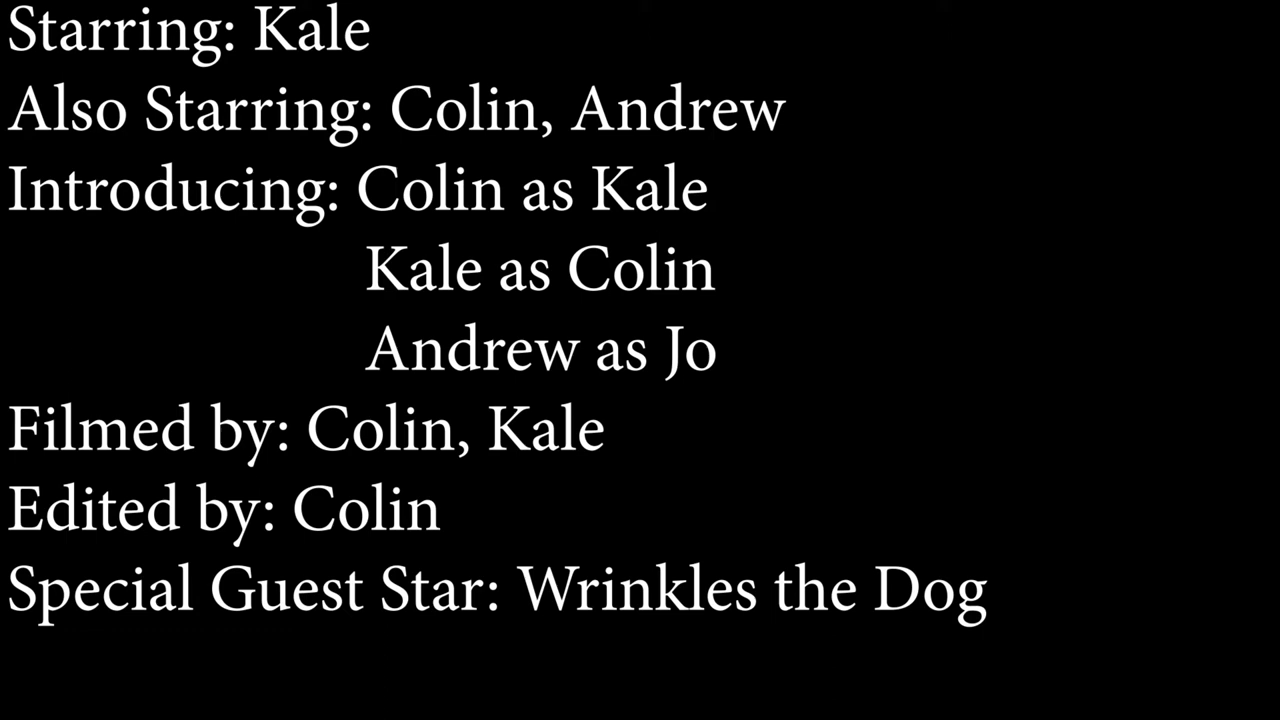 Starring: Kale
Also Starring: Colin, Andrew
Introducing: Colin as Kale
Kale as Colin
Andrew as Jo
Filmed by: Colin, Kale
Edited by: Colin
Special Guest Star: Wrinkles the Dog